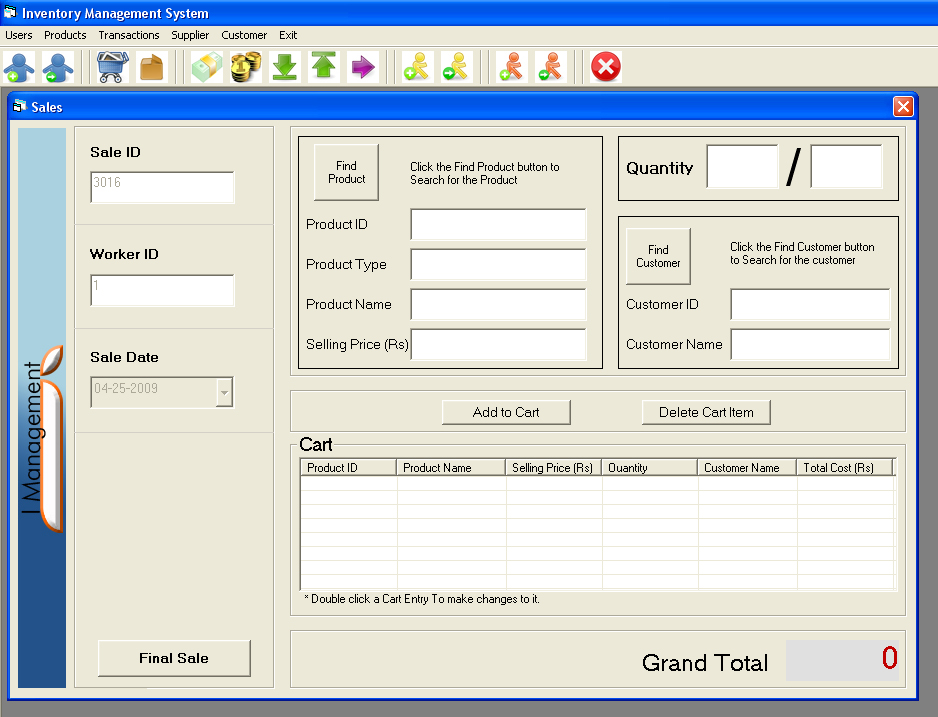 Inventory Management System
Users Products Transactions Supplier Customer Exit
Sales
I Management
Sale ID
3016
Worker ID
1
Sale Date
04-25-2009
Final Sale
Find Product
Click the Find Product button to
Search for the Product
Product ID
Product Type
Product Name
Selling Price (Rs)
Quantity /
Find Customer
Click the Find Customer button
to Search for the customer
Customer ID
Customer Name
Add to Cart Delete Cart Item
Cart
Product ID Product Name Selling Price (Rs) Quantity Customer Name Total Cost (Rs)
* Double click a Cart Entry To make changes to it.
Grand Total 0